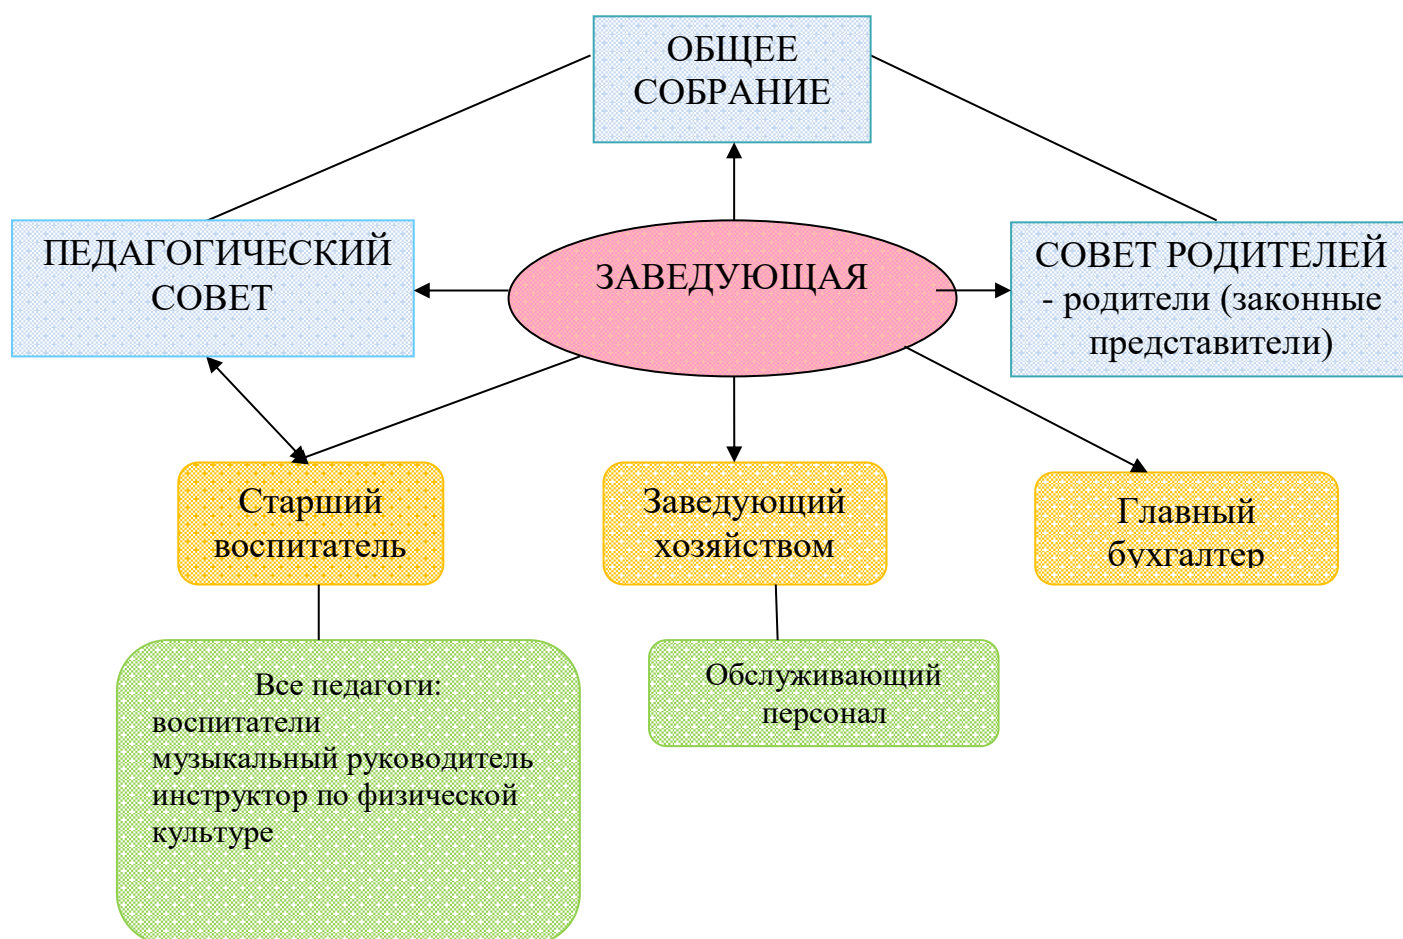 ОБЩЕЕ
СОБРАНИЕ
ПЕДАГОГИЧЕСКИЙ
СОВЕТ
ЗАВЕДУЮЩАЯ
СОВЕТ РОДИТЕЛЕЙ
- родители (законные
представители)
Старший
воспитатель
Заведующий
хозяйством
Главный
бухгалтер
Все педагоги:
воспитатели
музыкальный руководитель
инструктор по физической
культуре
Обслуживающий
персонал